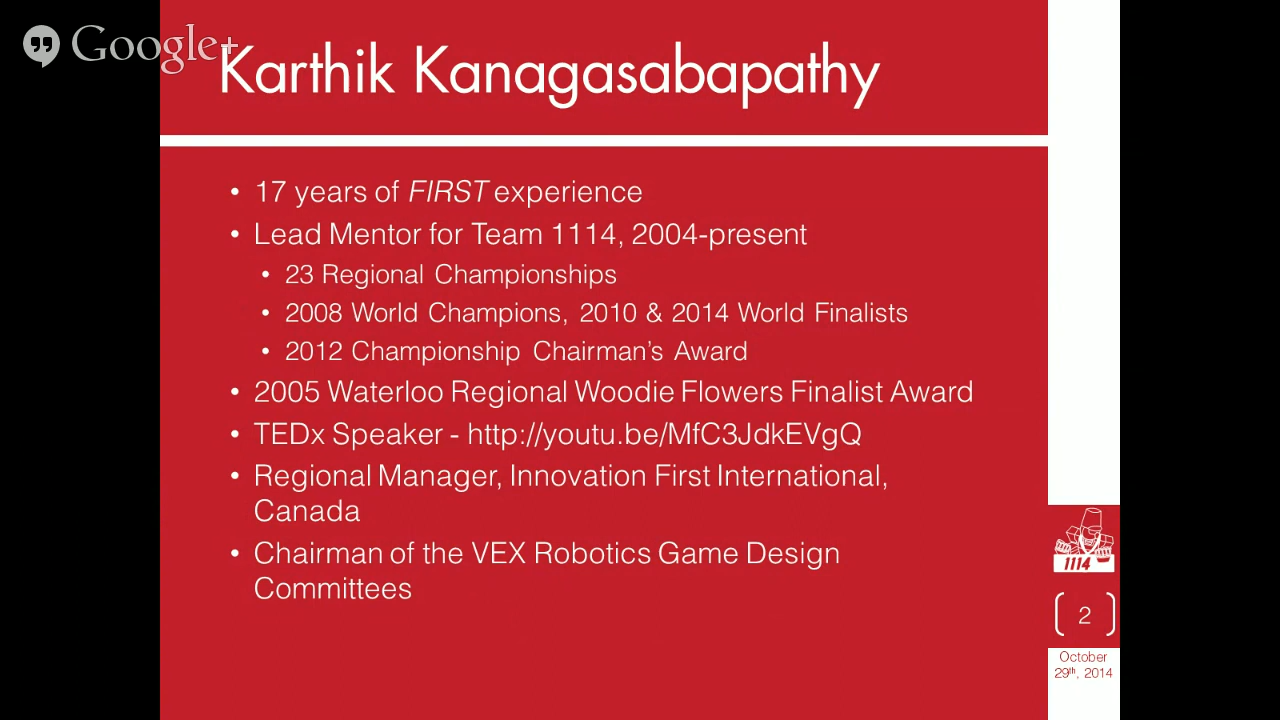 Google+
Karthik Kanagasabapathy
• 17 years of FIRST experience
• Lead Mentor for Team 1114, 2004-present
• 23 Regional Championships
• 2008 World Champions, 2010 & 2014 World Finalists
• 2012 Championship Chairman's Award
• 2005 Waterloo Regional Woodie Flowers Finalist Award
• TEDx Speaker - http://youtu.be/MfC3JdkEVgQ
• Regional Manager, Innovation First International,
Canada
• Chairman of the VEX Robotics Game Design
Committees
1114
2
October
29th, 2014